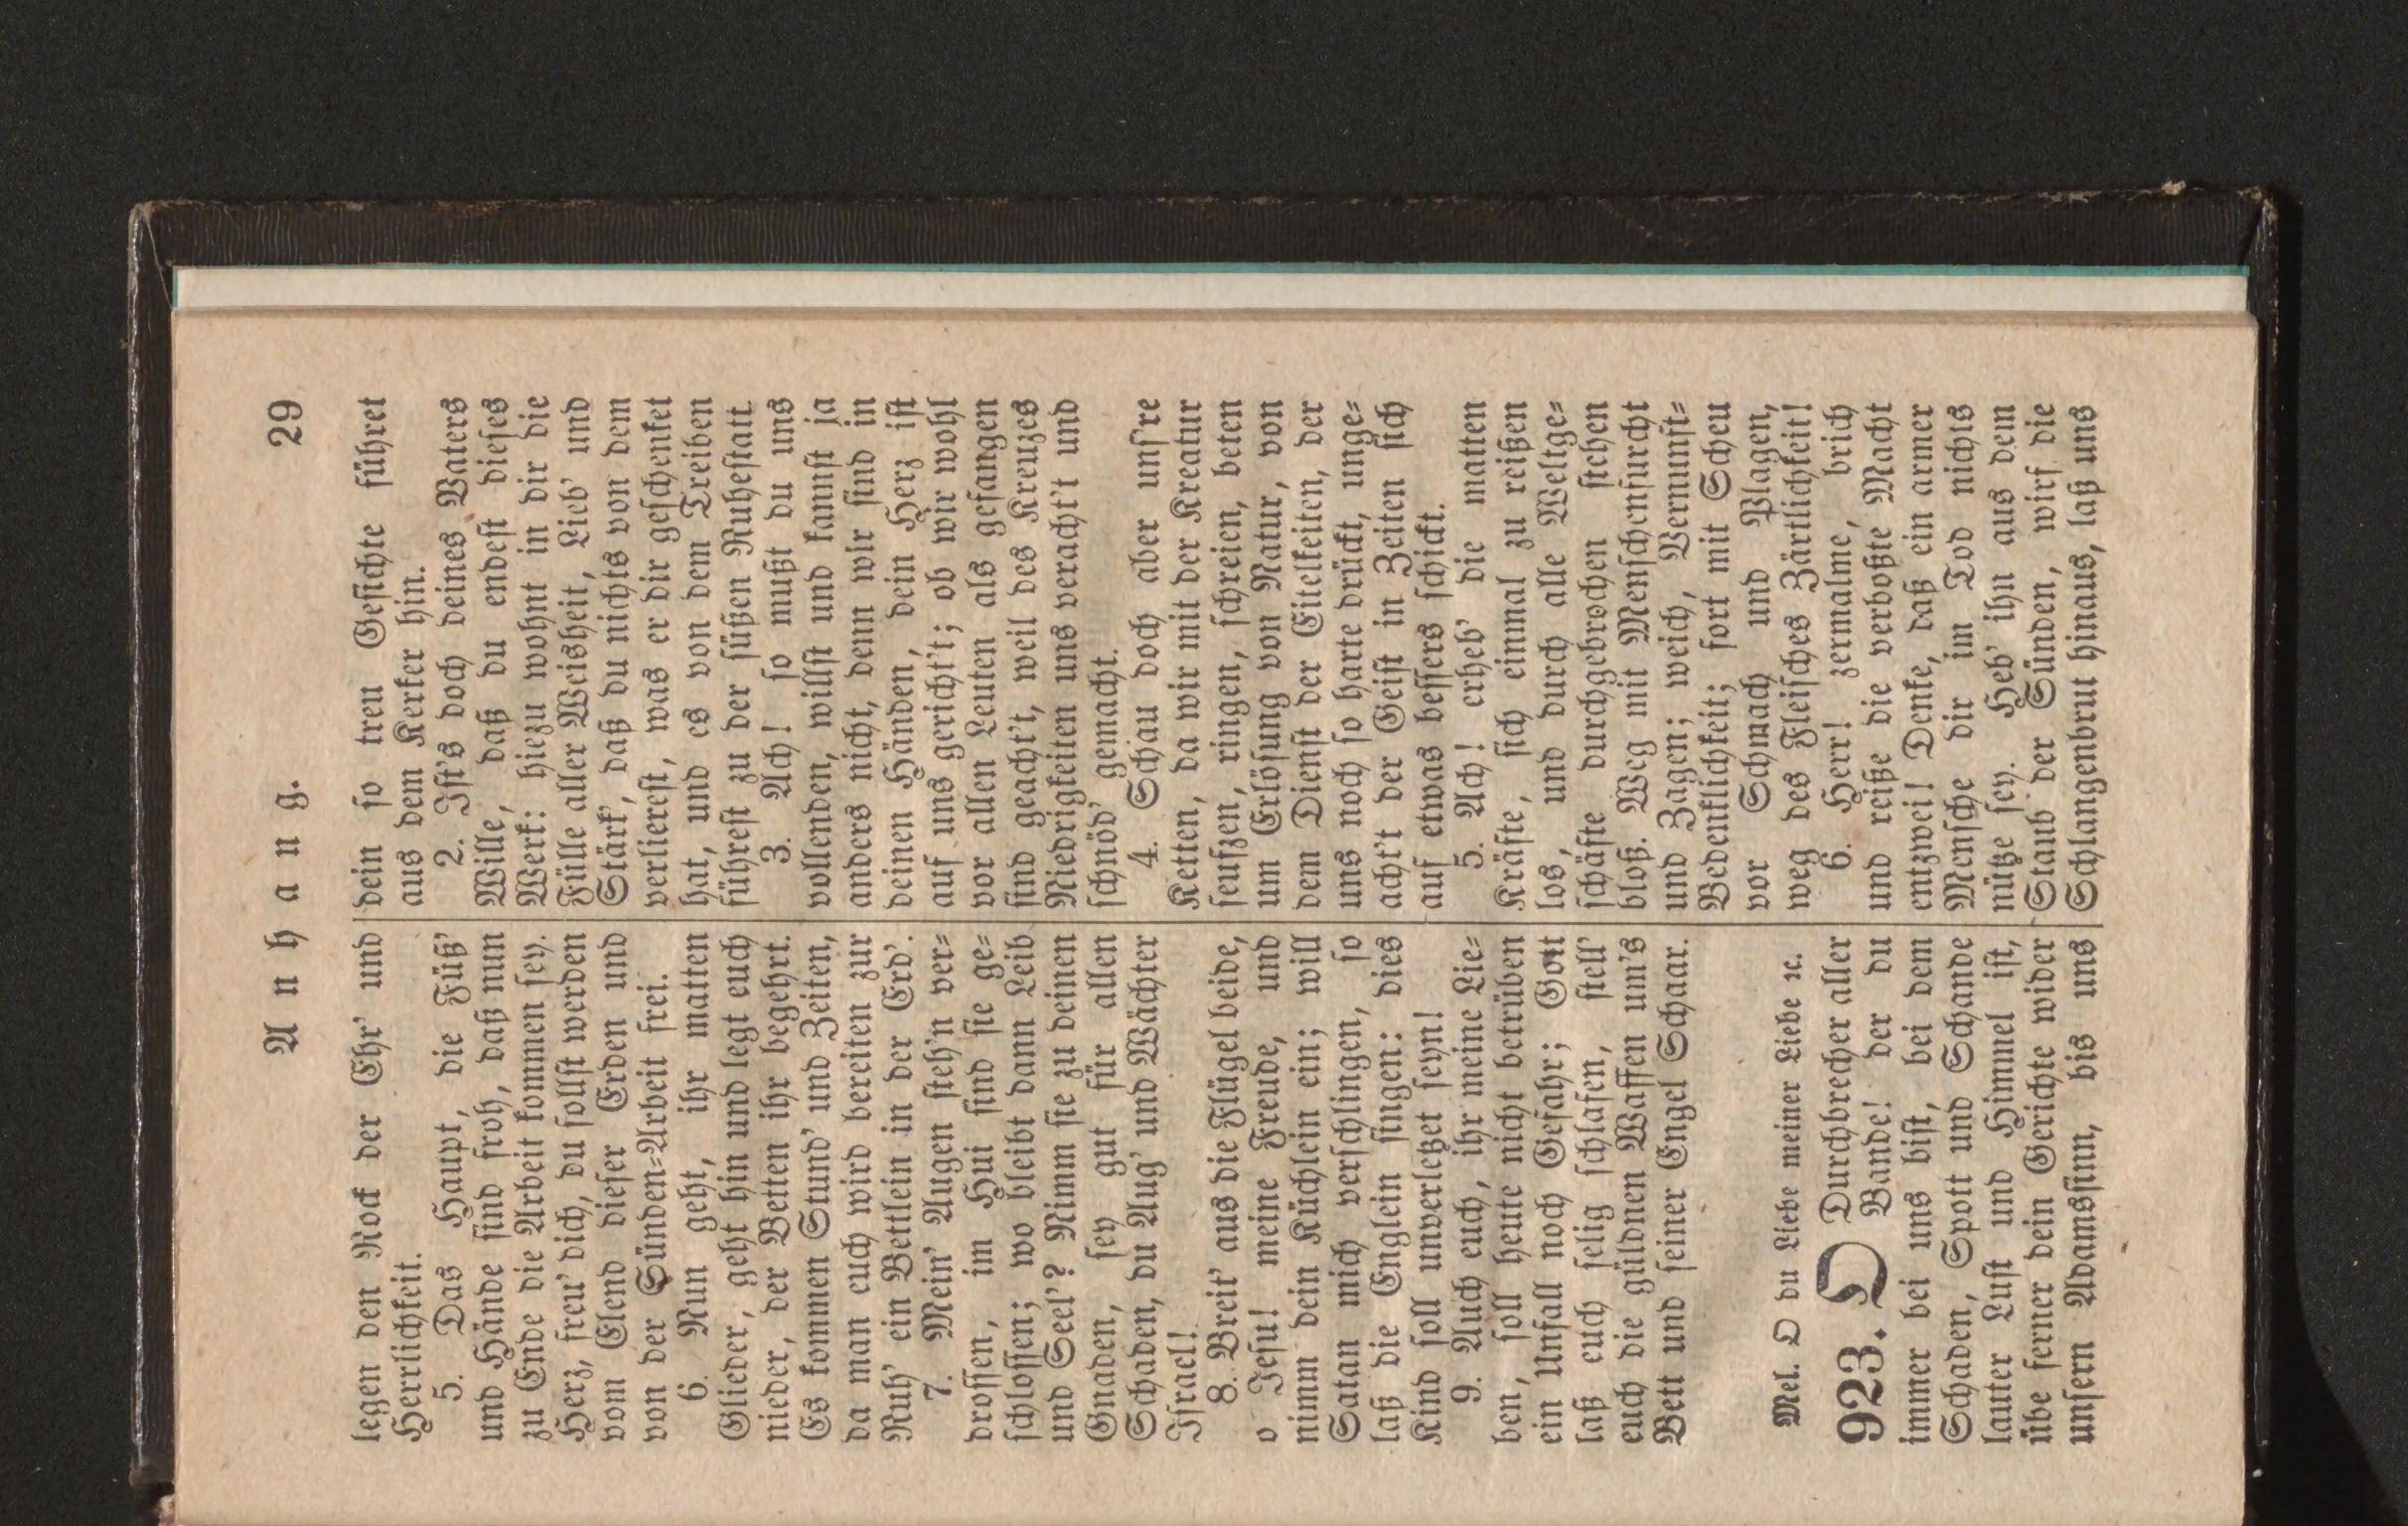 Anhang. 29
legen den Rock der Ehr' und
Herrlichkeit.
5. Das Haupt, die Füß'
und Hände sind froh, daß nun
zu Ende die Arbeit kommen sey.
Herz, freu' dich, du sollst werden
vom Elend dieser Erden und
von der Sünden-Arbeit frei.
6. Nun geht, ihr matten
Glieder, geht hin und legt euch
nieder, der Betten ihr begehrt.
Es kommen Stund' und Zeiten,
da man euch wird bereiten zur
Ruh' ein Bettlein in der Erd'.
7. Mein' Augen steh'n ver-
drossen, im Hui sind sie ge-
schlossen; wo bleibt dann Leib
und Seel'? Nimm sie zu deinen
Gnaden, sey gut für allen
Schaden, du Aug' und Wächter
Israel!
8. Breit' aus die Flügel beide,
o Jesu! meine Freude, und
nimm dein Küchlein ein; will
Satan mich verschlingen, so
laß die Englein singen: dies
Kind soll unverletzet seyn!
9. Auch euch, ihr meine Lie-
ben, soll heute nicht betrüben
ein Unfall noch Gefahr; Gott
laß euch selig schlafen, stell'
euch die güldnen Waffen um's
Bett und seiner Engel Schaar.
Mel. O du Liebe meiner Liebe ꝛc.
923. O Durchbrecher aller
Bande! der du
immer bei uns bist, bei dem
Schaden, Spott und Schande
lauter Lust und Himmel ist,
übe ferner dein Gerichte wider
unsern Adamssinn, bis uns
dein so treu Gesichte führet
aus dem Kerker hin.
2. Ist's doch deines Vaters
Wille, daß du endest dieses
Werk: hiezu wohnt in dir die
Fülle aller Weisheit, Lieb' und
Stärk', daß du nichts von dem
verlierest, was er dir geschenket
hat, und es von dem Treiben
führest zu der süßen Ruhestatt
3. Ach! so mußt du uns
vollenden, willst und kannst ja
anders nicht, denn wir sind in
deinen Händen, dein Herz ist
auf uns gericht't; ob wir wohl
vor allen Leuten als gefangen
sind geacht't, weil des Kreuzes
Niedrigkeiten uns veracht't und
schnöd' gemacht.
4. Schau doch aber uns're
Ketten, da wir mit der Kreatur
seufzen, ringen, schreien, beten
um Erlösung von Natur, von
dem Dienst der Eitelkeiten, der
uns noch so harte drückt, unge-
acht't der Geist in Zeiten sich
auf etwas bessers schickt.
5. Ach! erheb' die matten
Kräfte, sich einmal zu reißen
los, und durch alle Weltge-
schäfte durchgebrochen stehen
bloß. Weg mit Menschenfurcht
und Zagen; weich, Vernunft-
Bedenklichkeit; fort mit Scheu
vor Schmach und Plagen,
weg des Fleisches Zärtlichkeit!
6. Herr! zermalme, brich
und reiße die verboßte Macht
entzwei! Denke, daß ein armer
Mensche dir im Tod nichts
nütze sey. Heb' ihn aus dem
Staub der Sünden, wirf die
Schlangenbrut hinaus, laß uns